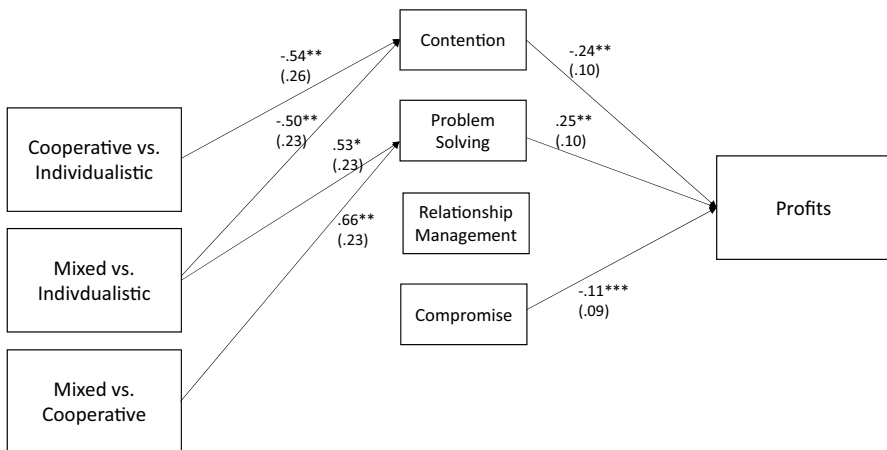 Contention
-.54**
(.26)
-.24**
(.10)
-.50**
(.23)
Problem
Solving
.53*
(.23)
.25**
(.10)
Cooperative vs.
Individualistic
Relationship
Management
Profits
.66**
(.23)
Mixed vs.
Indivdualistic
Compromise
-.11***
(.09)
Mixed vs.
Cooperative